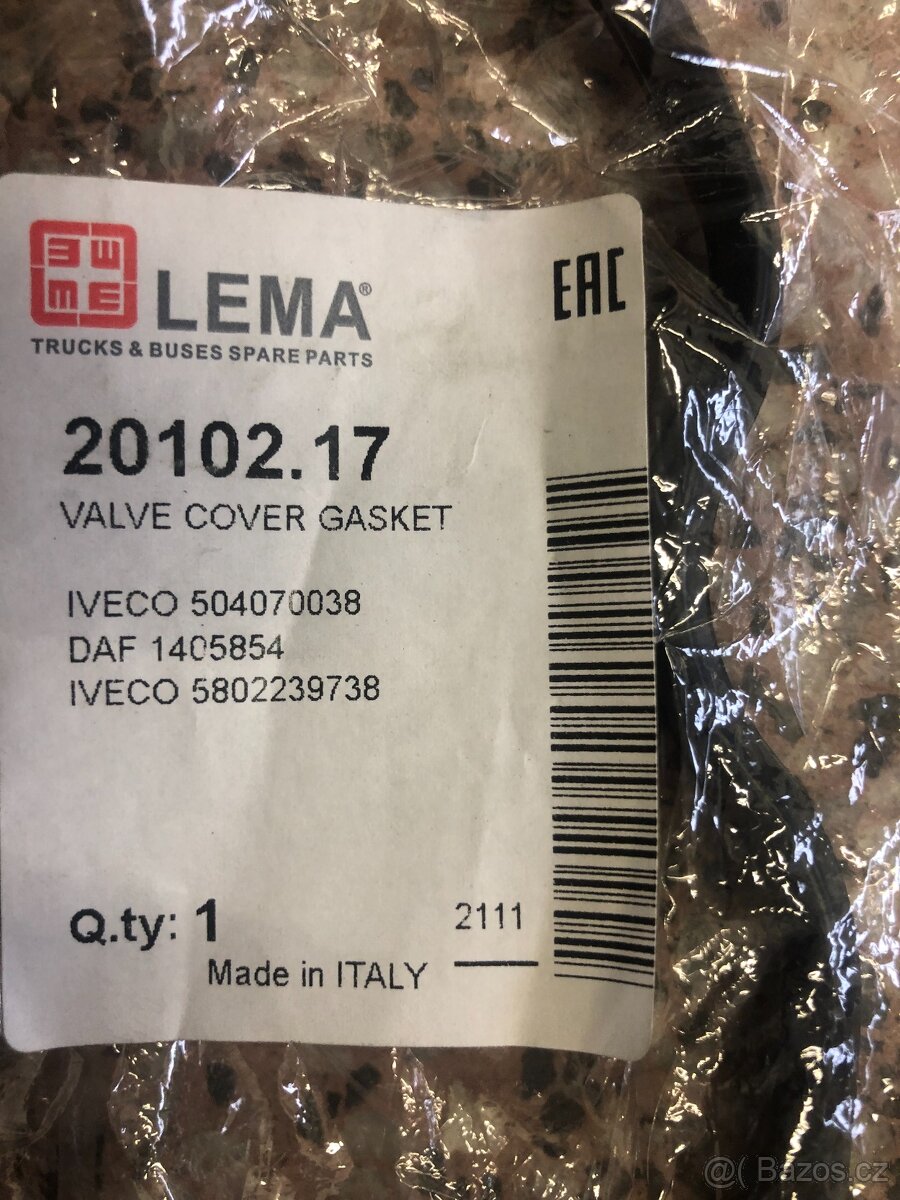 LEMA®
TRUCKS & BUSES SPARE PARTS
EAC
20102.17
VALVE COVER GASKET
IVECO 504070038
DAF 1405854
IVECO 5802239738
Q.ty: 1
2111
Made in ITALY
@( Bazos.cz